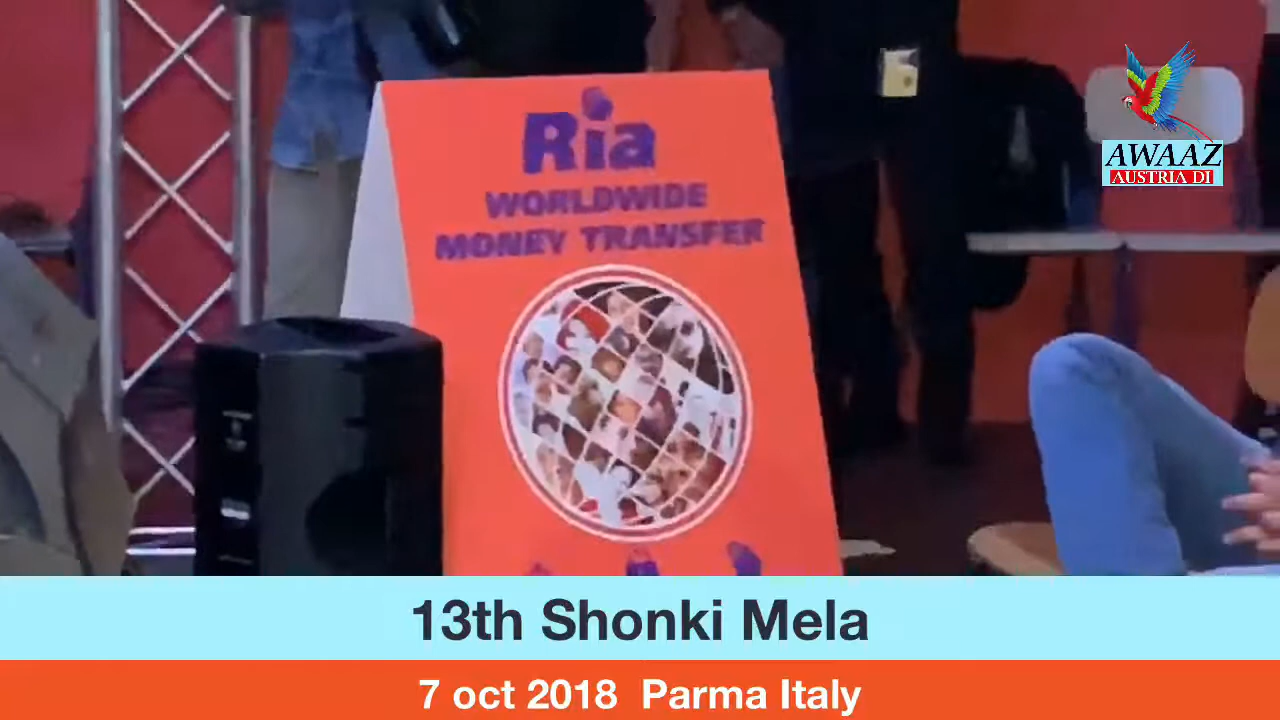 Ria
WORLDWIDE
MONEY TRANSFER
AWAAZ
AUSTRIA DI
13th Shonki Mela
7 oct 2018 Parma Italy